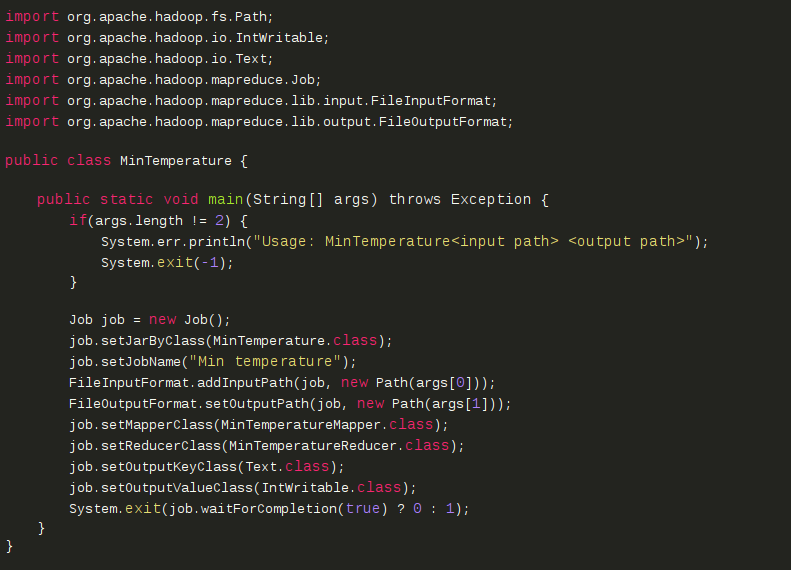 import org.apache.hadoop.fs.Path;
import org.apache.hadoop.io.IntWritable;
import org.apache.hadoop.io.Text;
import org.apache.hadoop.mapreduce.Job;
import org.apache.hadoop.mapreduce.lib.input.FileInputFormat;
import org.apache.hadoop.mapreduce.lib.output.FileOutputFormat;

public class MinTemperature {

    public static void main(String[] args) throws Exception {
        if(args.length != 2) {
            System.err.println("Usage: MinTemperature<input path> <output path>");
            System.exit(-1);
        }

        Job job = new Job();
        job.setJarByClass(MinTemperature.class);
        job.setJobName("Min temperature");
        FileInputFormat.addInputPath(job, new Path(args[0]));
        FileOutputFormat.setOutputPath(job, new Path(args[1]));
        job.setMapperClass(MinTemperatureMapper.class);
        job.setReducerClass(MinTemperatureReducer.class);
        job.setOutputKeyClass(Text.class);
        job.setOutputValueClass(IntWritable.class);
        System.exit(job.waitForCompletion(true) ? 0 : 1);
    }
}